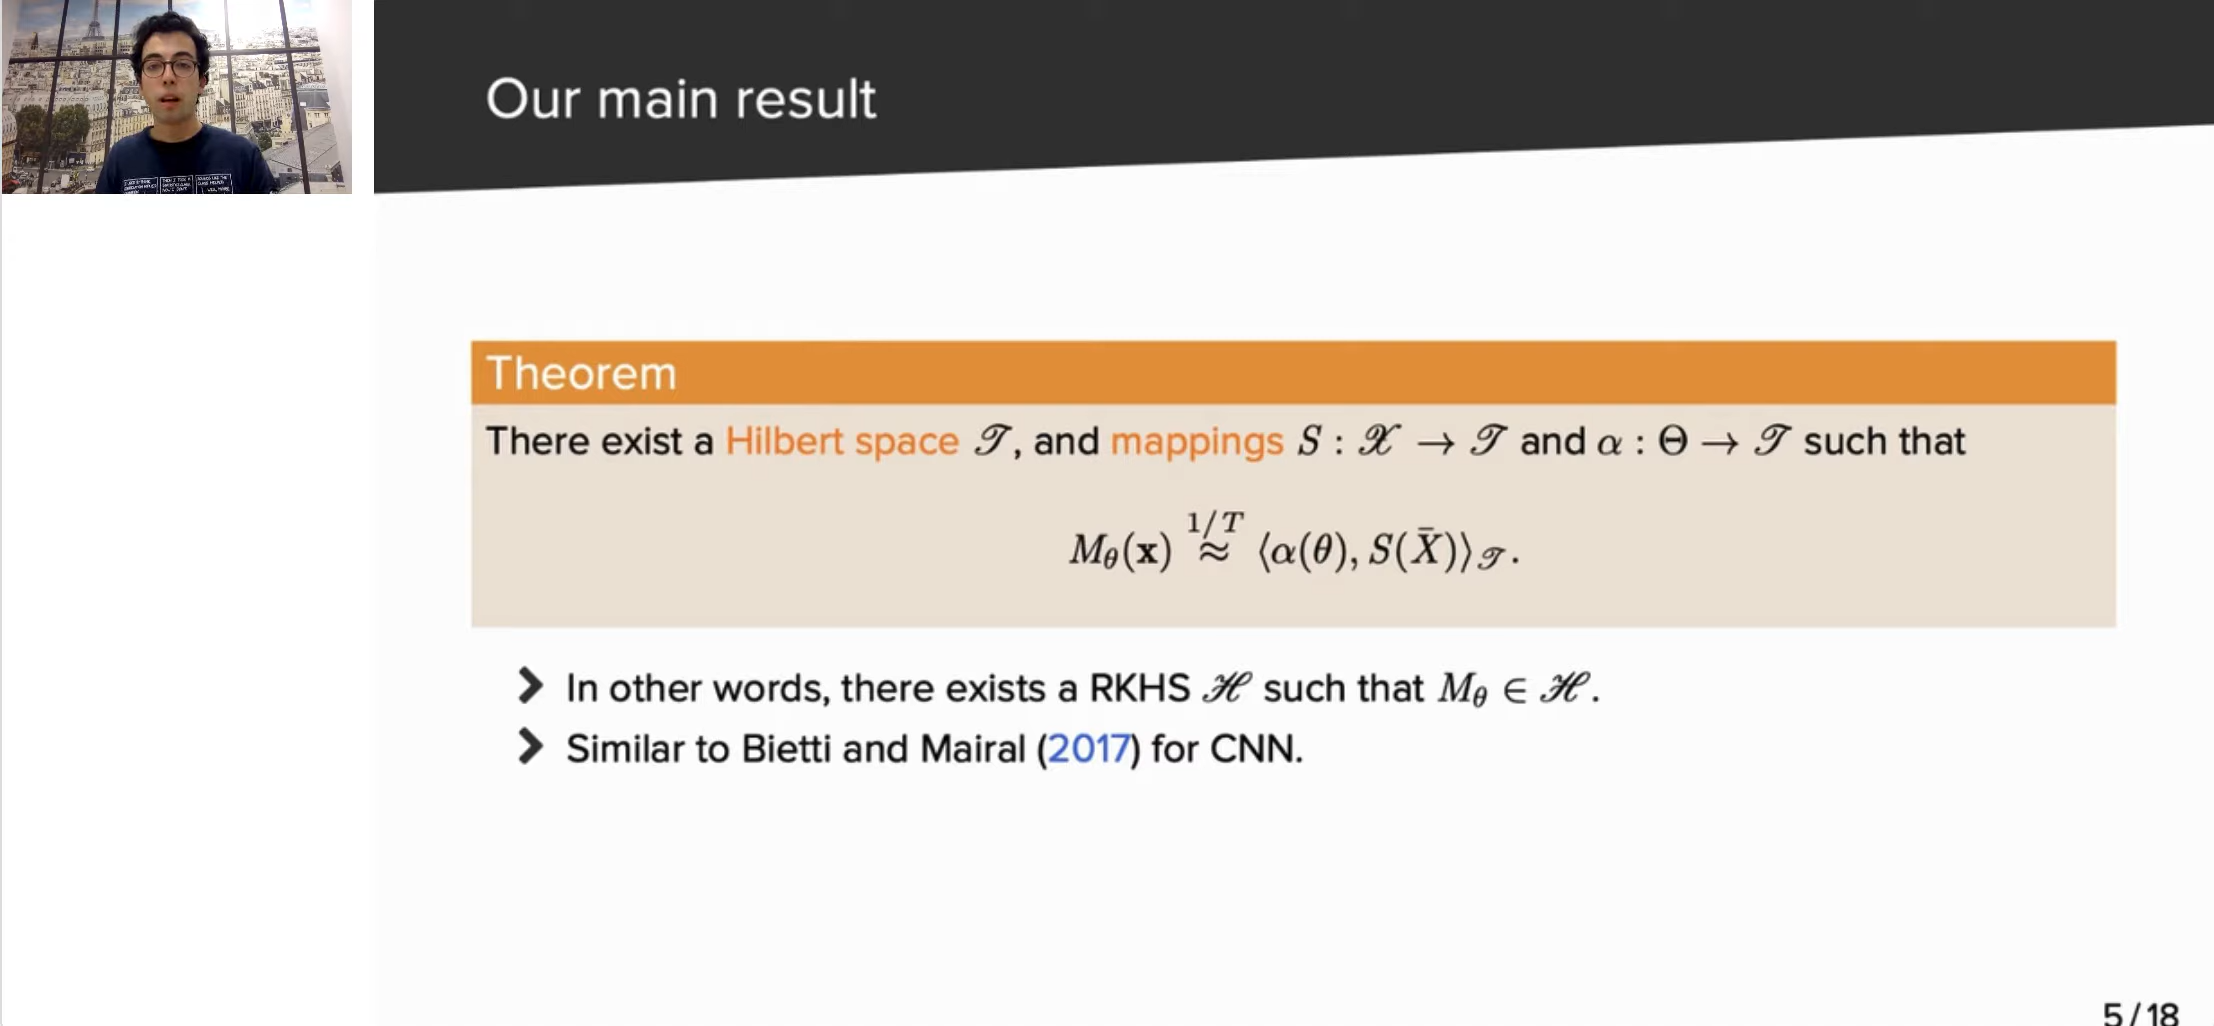 Our main result
Theorem
There exist a Hilbert space 𝒯, and mappings S : 𝒳 → 𝒯 and α : Θ → 𝒯 such that
1/T
M_θ(𝐱) ≈ ⟨α(θ), S(X̄)⟩_𝒯.
❯ In other words, there exists a RKHS ℋ such that M_θ ∈ ℋ.
❯ Similar to Bietti and Mairal (2017) for CNN.
5/18